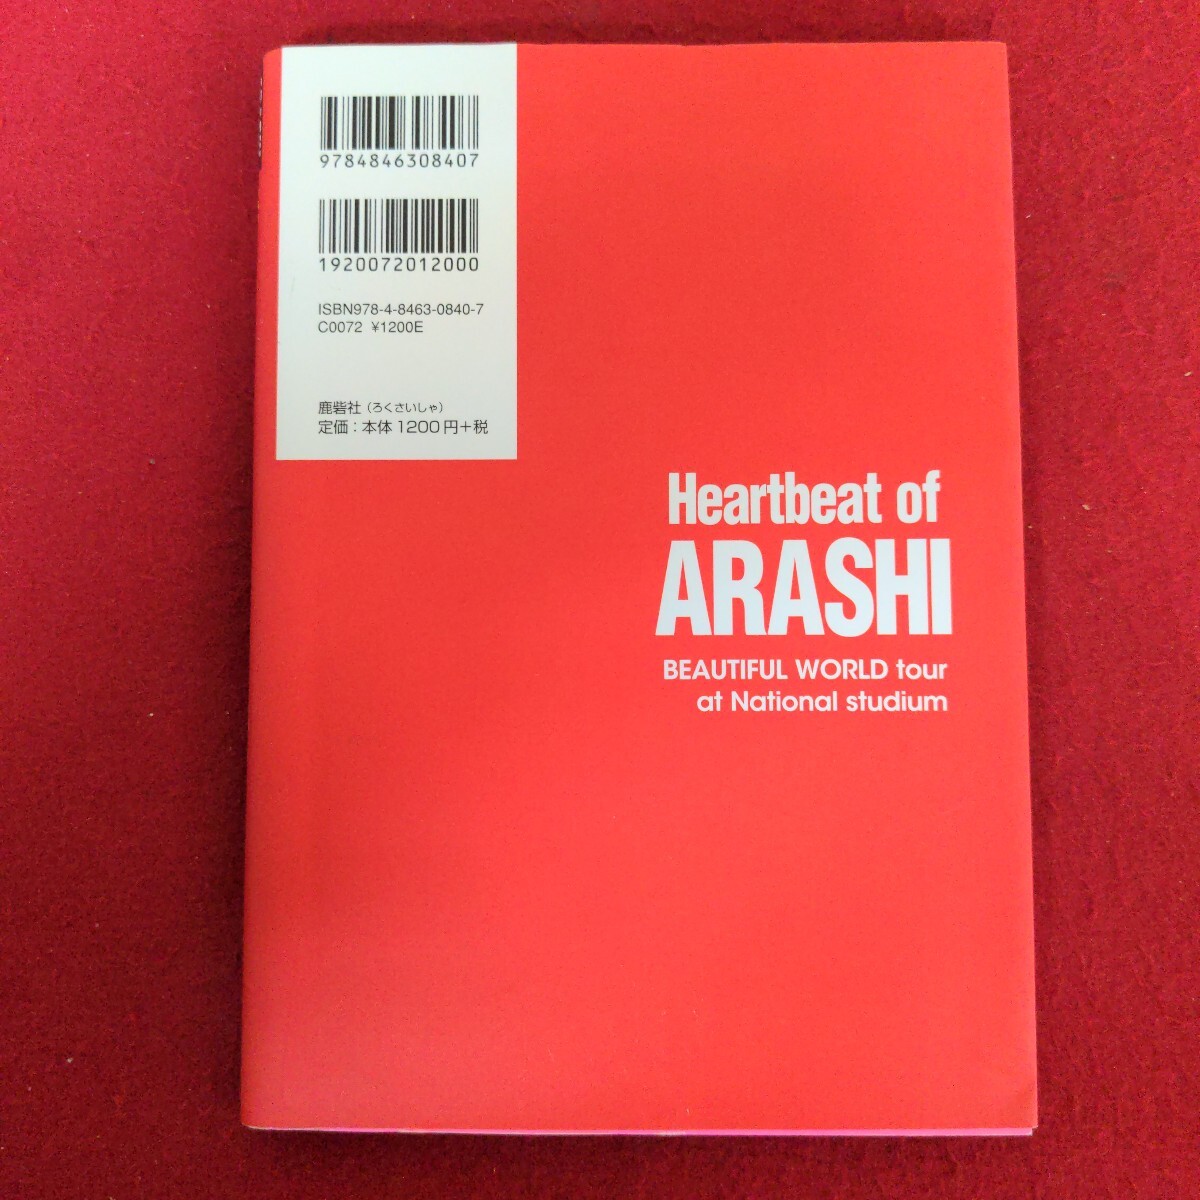 9784846308407
1920072012000
ISBN978-4-8463-0840-7
C0072 ¥1200E
鹿砦社（ろくさいしゃ）
定価：本体1200円＋税
Heartbeat of
ARASHI
BEAUTIFUL WORLD tour
at National studium